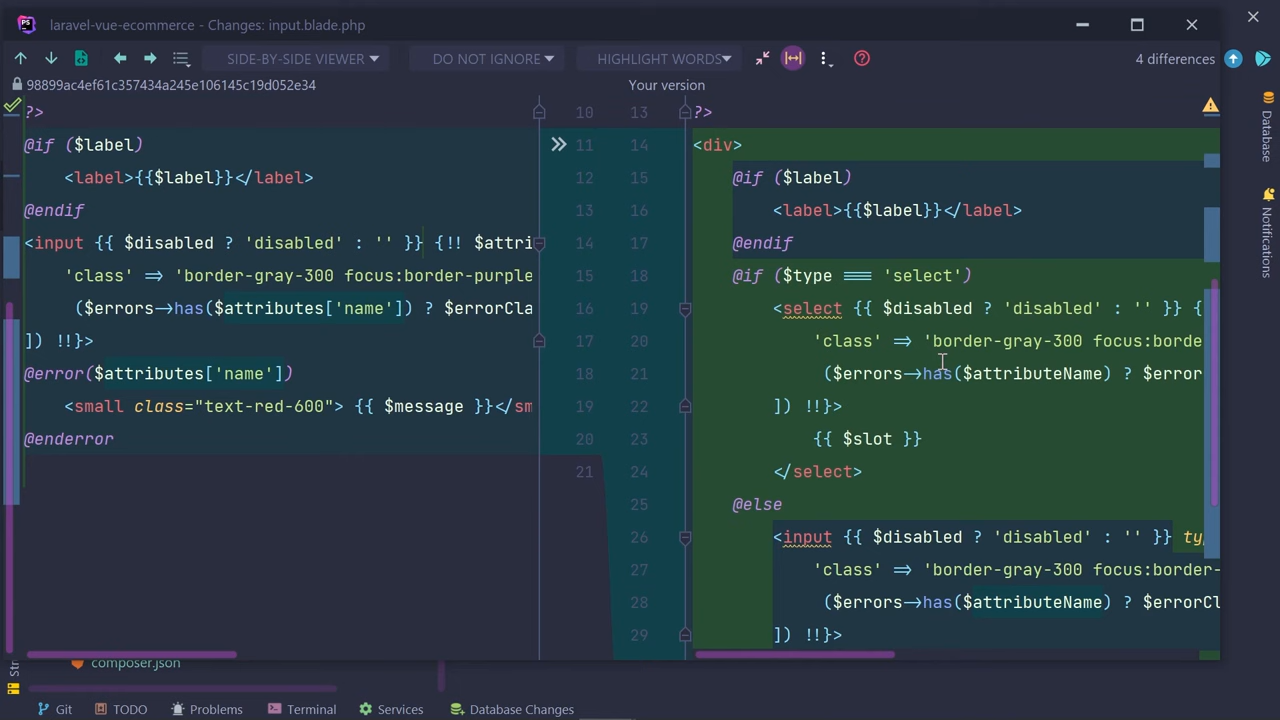 PS laravel-vue-ecommerce - Changes: input.blade.php
SIDE-BY-SIDE VIEWER DO NOT IGNORE HIGHLIGHT WORDS 4 differences
98899ac4ef61c357434a245e106145c19d052e34
Your version
?>
@if ($label)
<label>{{$label}}</label>
@endif
<input {{ $disabled ? 'disabled' : '' }} {!! $attri
'class' => 'border-gray-300 focus:border-purple
($errors->has($attributes['name']) ? $errorCla
]) !!}>
@error($attributes['name'])
<small class="text-red-600"> {{ $message }}</sm
@enderror
10
11
12
13
14
15
16
17
18
19
20
21
13
14
15
16
17
18
19
20
21
22
23
24
25
26
27
28
29
?>
<div>
@if ($label)
<label>{{$label}}</label>
@endif
@if ($type === 'select')
<select {{ $disabled ? 'disabled' : '' }} {
'class' => 'border-gray-300 focus:borde
($errors->has($attributeName) ? $error
]) !!}>
{{ $slot }}
</select>
@else
<input {{ $disabled ? 'disabled' : '' }} ty
'class' => 'border-gray-300 focus:border-
($errors->has($attributeName) ? $errorCl
]) !!}>
Database
Notifications
composer.json
Git TODO Problems Terminal Services Database Changes